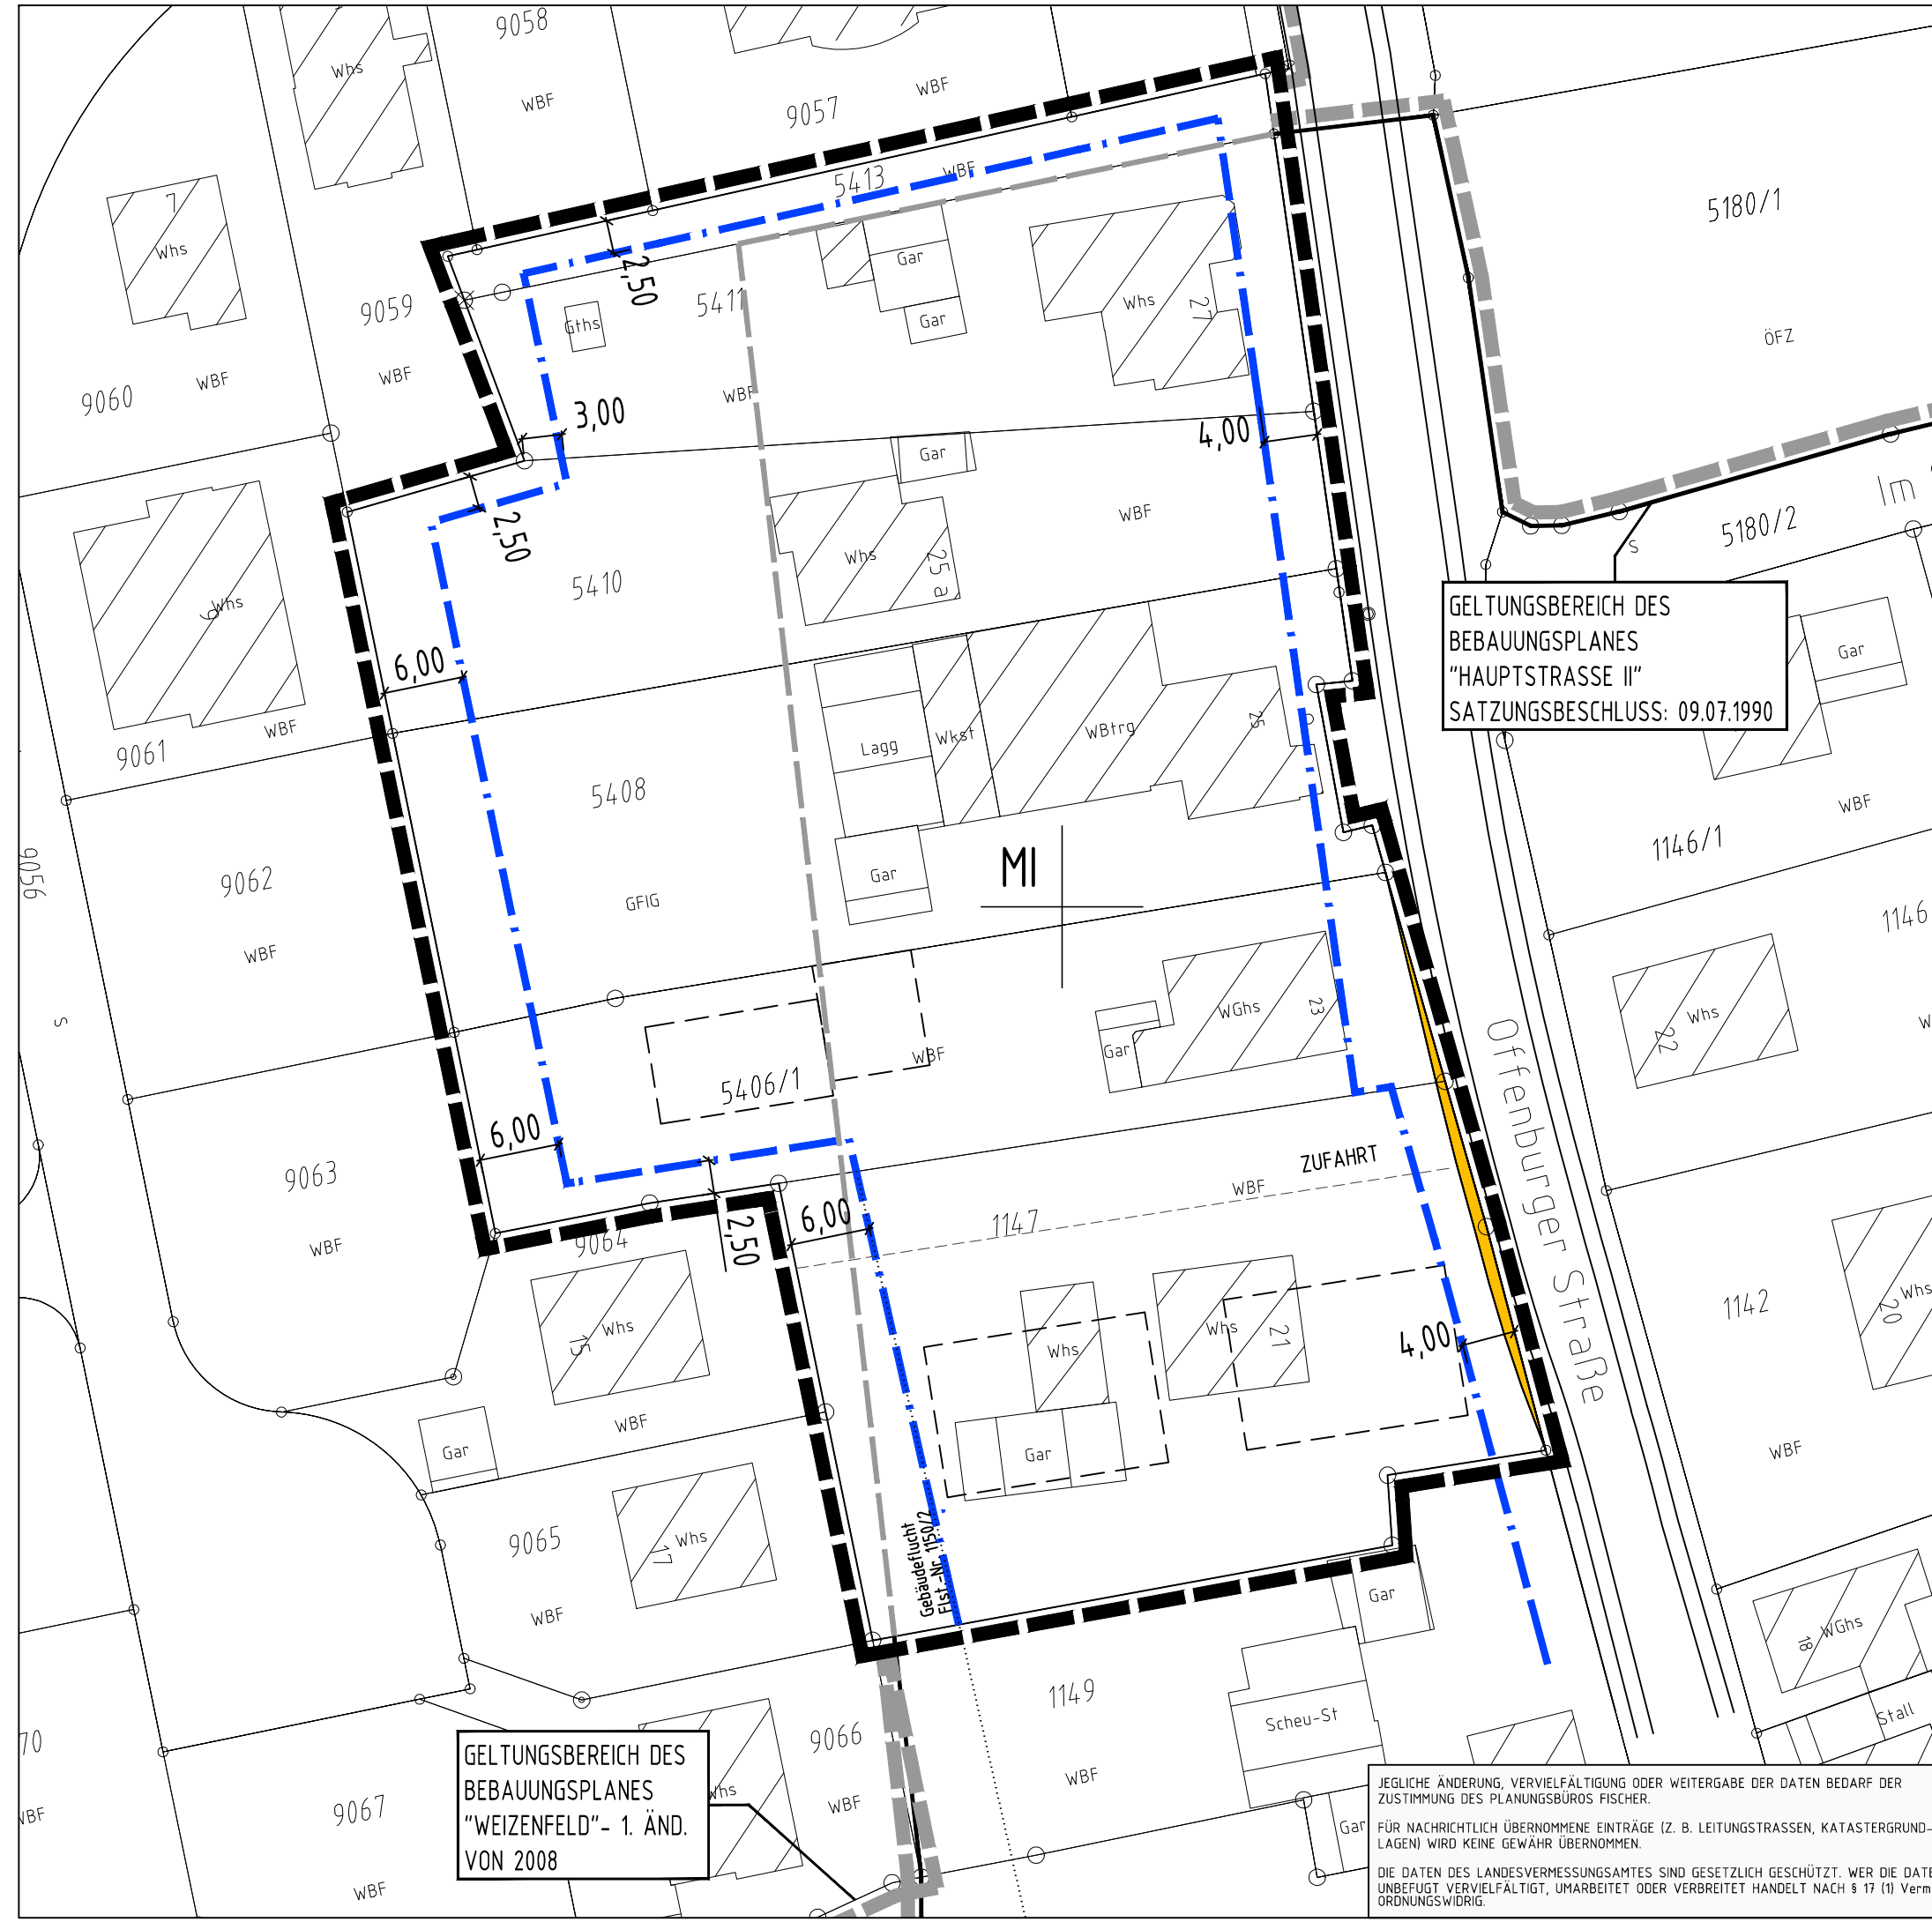 9058
Whs
WBF
9057
WBF
7
Whs
9059
WBF
9060
WBF
5413
WBF
2,50
5411
Gths
WBF
Gar
Gar
Whs
27
5180/1
ÖFZ
3,00
4,00
2,50
Gar
Whs
25 a
WBF
5410
Im
5180/2
S
GELTUNGSBEREICH DES
BEBAUUNGSPLANES
"HAUPTSTRASSE II"
SATZUNGSBESCHLUSS: 09.07.1990
Gar
WBF
Whs
9
9061
WBF
6,00
5408
Lagg
Wkst
WBtrg
25
Gar
MI
GFIG
1146/1
1146
9056
9062
WBF
S
5406/1
WBF
WGhs
23
Gar
Whs
22
Offenburger Straße
6,00
9063
WBF
9064
2,50
6,00
ZUFAHRT
WBF
1147
Whs
15
WBF
Gar
Whs
Whs
21
Gar
4,00
1142
WBF
Whs
20
9065
Whs
17
WBF
Gebäudeflucht
Flst.-Nr. 1150/2
Gar
1149
WBF
Scheu-St
WGhs
18
Stall
Gar
70
WBF
9067
WBF
9066
WBF
Whs
GELTUNGSBEREICH DES
BEBAUUNGSPLANES
"WEIZENFELD"- 1. ÄND.
VON 2008
JEGLICHE ÄNDERUNG, VERVIELFÄLTIGUNG ODER WEITERGABE DER DATEN BEDARF DER
ZUSTIMMUNG DES PLANUNGSBÜROS FISCHER.
FÜR NACHRICHTLICH ÜBERNOMMENE EINTRÄGE (Z. B. LEITUNGSTRASSEN, KATASTERGRUND-
LAGEN) WIRD KEINE GEWÄHR ÜBERNOMMEN.
DIE DATEN DES LANDESVERMESSUNGSAMTES SIND GESETZLICH GESCHÜTZT. WER DIE DATE
UNBEFUGT VERVIELFÄLTIGT, UMARBEITET ODER VERBREITET HANDELT NACH § 17 (1) Verm
ORDNUNGSWIDRIG.